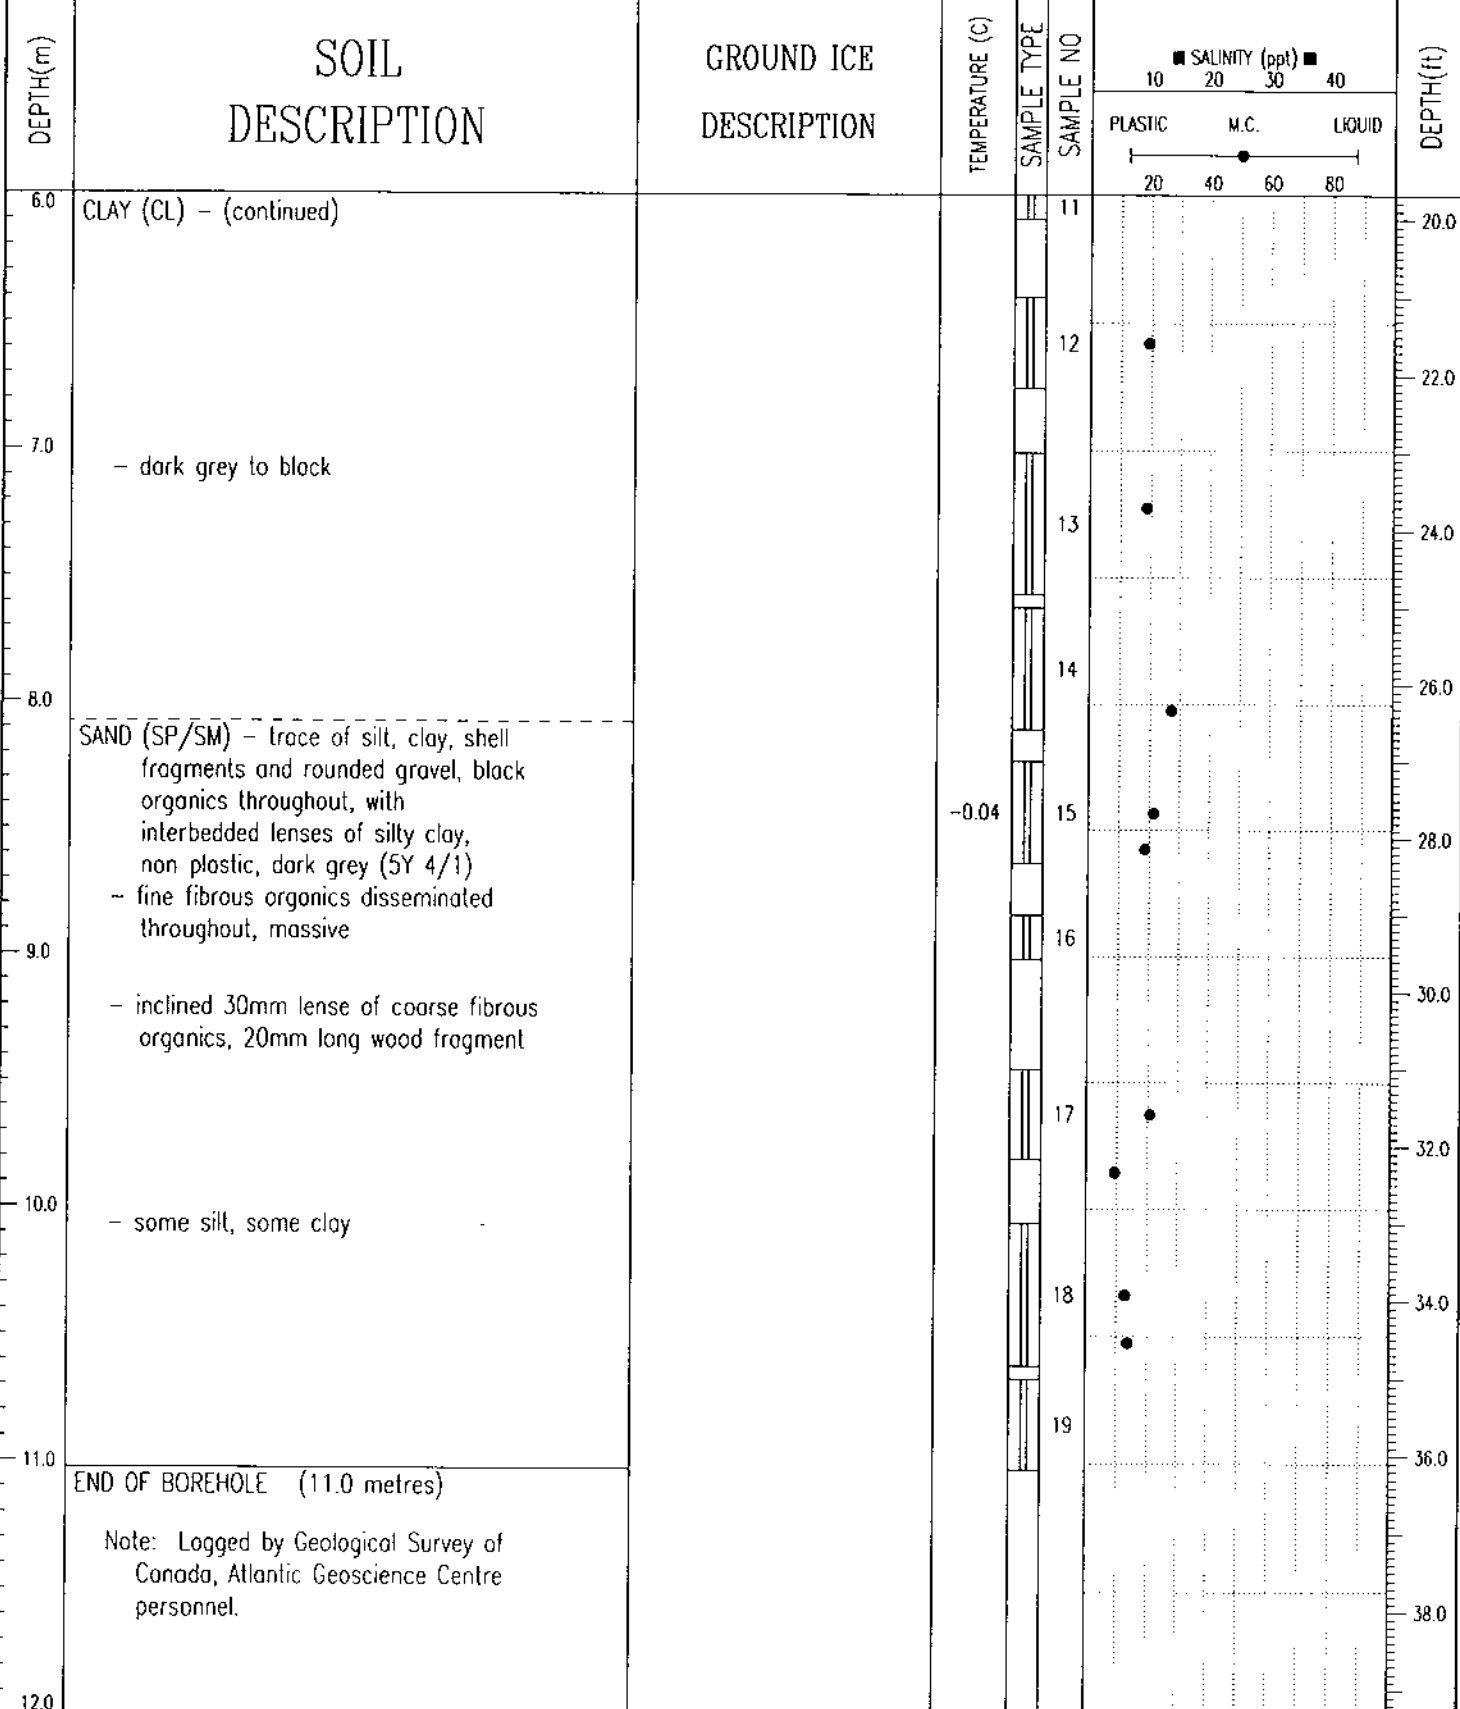 DEPTH(m)
SOIL
DESCRIPTION
GROUND ICE
DESCRIPTION
TEMPERATURE (C)
SAMPLE TYPE
SAMPLE NO
■ SALINITY (ppt) ■
10 20 30 40
PLASTIC M.C. LIQUID
20 40 60 80
DEPTH(ft)
6.0
CLAY (CL) – (continued)
11
20.0
12
22.0
7.0
– dark grey to black
13
24.0
14
26.0
8.0
SAND (SP/SM) – trace of silt, clay, shell
fragments and rounded gravel, black
organics throughout, with
interbedded lenses of silty clay,
non plastic, dark grey (5Y 4/1)
-0.04
15
28.0
– fine fibrous organics disseminated
throughout, massive
16
9.0
– inclined 30mm lense of coarse fibrous
organics, 20mm long wood fragment
30.0
17
32.0
10.0
– some silt, some clay
18
34.0
19
11.0
36.0
END OF BOREHOLE (11.0 metres)
Note: Logged by Geological Survey of
Canada, Atlantic Geoscience Centre
personnel.
38.0
12.0